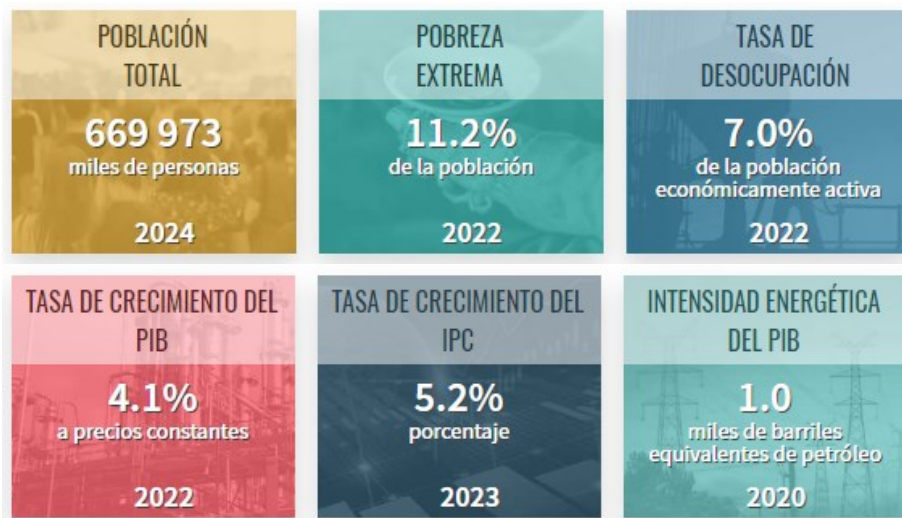 POBLACIÓN
TOTAL
669 973
miles de personas
2024
POBREZA
EXTREMA
11.2%
de la población
2022
TASA DE
DESOCUPACIÓN
7.0%
de la población
económicamente activa
2022
TASA DE CRECIMIENTO DEL
PIB
4.1%
a precios constantes
2022
TASA DE CRECIMIENTO DEL
IPC
5.2%
porcentaje
2023
INTENSIDAD ENERGÉTICA
DEL PIB
1.0
miles de barriles
equivalentes de petróleo
2020